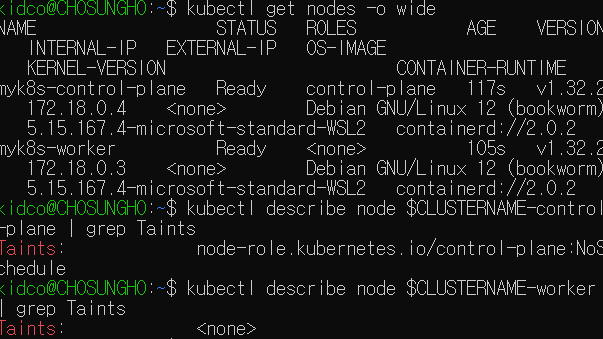 kidco@CHOSUNGHO:~$ kubectl get nodes -o wide
NAME STATUS ROLES AGE VERSION
INTERNAL-IP EXTERNAL-IP OS-IMAGE
KERNEL-VERSION CONTAINER-RUNTIME
myk8s-control-plane Ready control-plane 117s v1.32.2
172.18.0.4 <none> Debian GNU/Linux 12 (bookworm)
5.15.167.4-microsoft-standard-WSL2 containerd://2.0.2
myk8s-worker Ready <none> 105s v1.32.2
172.18.0.3 <none> Debian GNU/Linux 12 (bookworm)
5.15.167.4-microsoft-standard-WSL2 containerd://2.0.2
kidco@CHOSUNGHO:~$ kubectl describe node $CLUSTERNAME-control
-plane | grep Taints
Taints: node-role.kubernetes.io/control-plane:NoS
chedule
kidco@CHOSUNGHO:~$ kubectl describe node $CLUSTERNAME-worker
| grep Taints
Taints: <none>